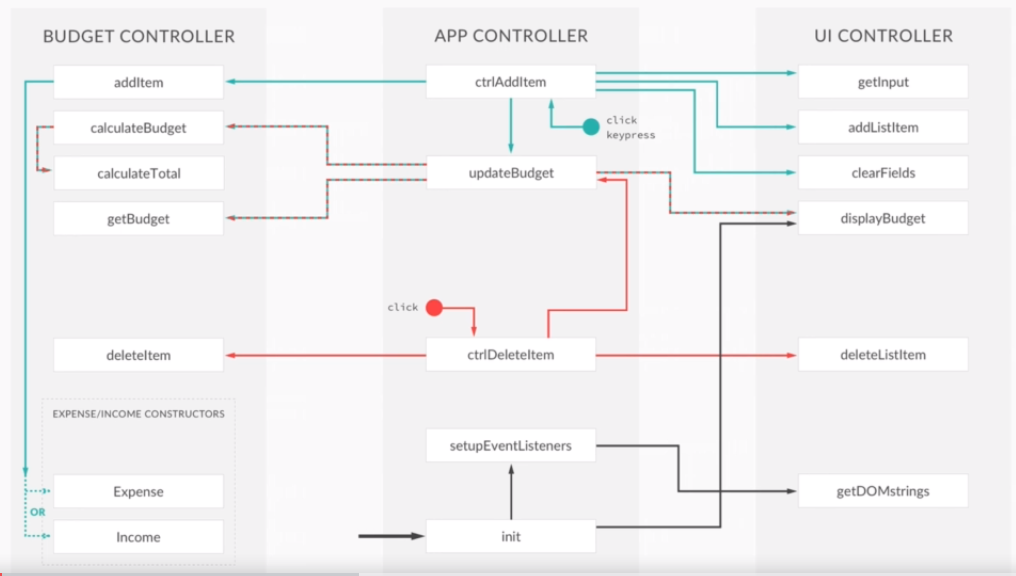 BUDGET CONTROLLER
APP CONTROLLER
UI CONTROLLER
addItem
ctrlAddItem
getInput
calculateBudget
click
keypress
addListItem
calculateTotal
updateBudget
clearFields
getBudget
displayBudget
click
deleteItem
ctrlDeleteItem
deleteListItem
EXPENSE/INCOME CONSTRUCTORS
setupEventListeners
Expense
getDOMstrings
OR
Income
init